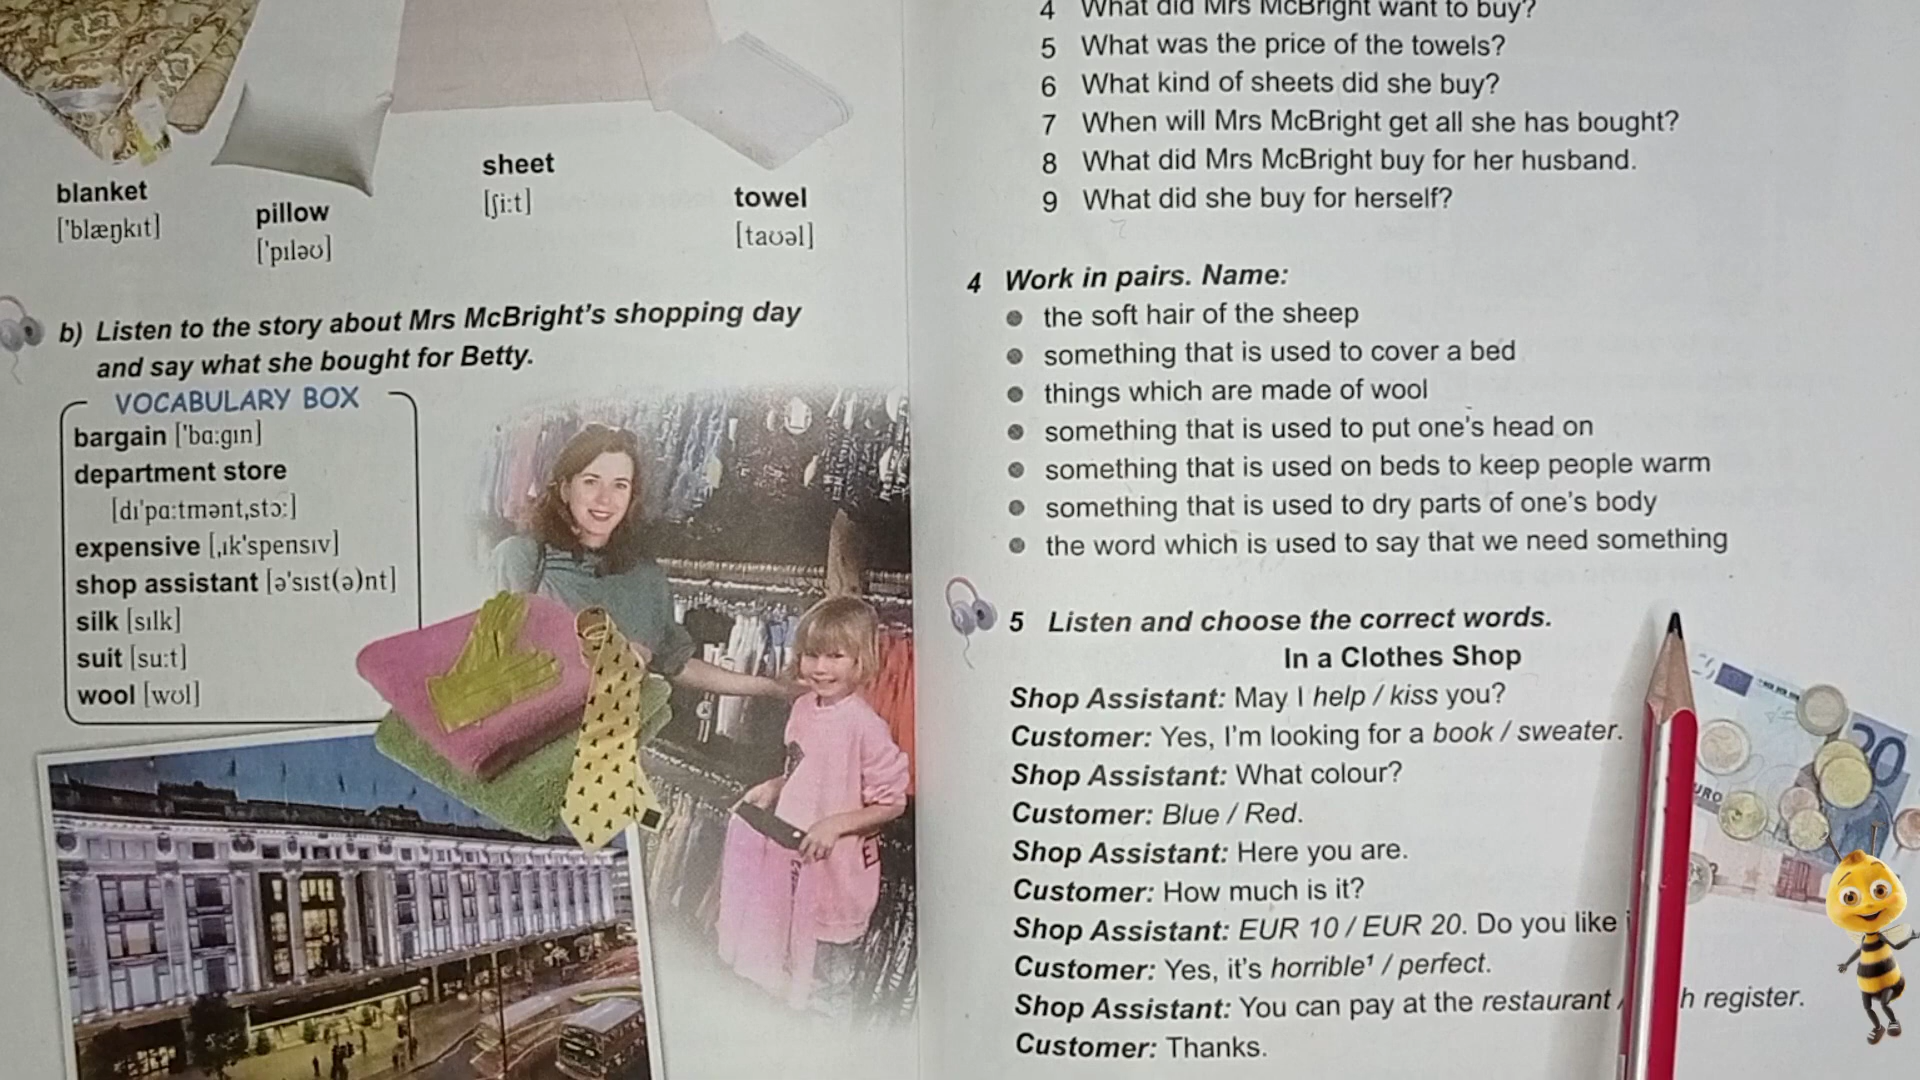 blanket
['blæŋkɪt]
pillow
['pɪləʊ]
sheet
[ʃi:t]
towel
[taʊəl]
b) Listen to the story about Mrs McBright's shopping day
and say what she bought for Betty.
VOCABULARY BOX
bargain ['bɑ:gɪn]
department store
[dɪ'pɑ:tmənt,stɔ:]
expensive [,ɪk'spensɪv]
shop assistant [ə'sɪst(ə)nt]
silk [sɪlk]
suit [su:t]
wool [wʊl]
4 What did Mrs McBright want to buy?
5 What was the price of the towels?
6 What kind of sheets did she buy?
7 When will Mrs McBright get all she has bought?
8 What did Mrs McBright buy for her husband.
9 What did she buy for herself?
4 Work in pairs. Name:
the soft hair of the sheep
something that is used to cover a bed
things which are made of wool
something that is used to put one's head on
something that is used on beds to keep people warm
something that is used to dry parts of one's body
the word which is used to say that we need something
5 Listen and choose the correct words.
In a Clothes Shop
Shop Assistant: May I help / kiss you?
Customer: Yes, I'm looking for a book / sweater.
Shop Assistant: What colour?
Customer: Blue / Red.
Shop Assistant: Here you are.
Customer: How much is it?
Shop Assistant: EUR 10 / EUR 20. Do you like
Customer: Yes, it's horrible¹ / perfect.
Shop Assistant: You can pay at the restaurant / register.
Customer: Thanks.
20